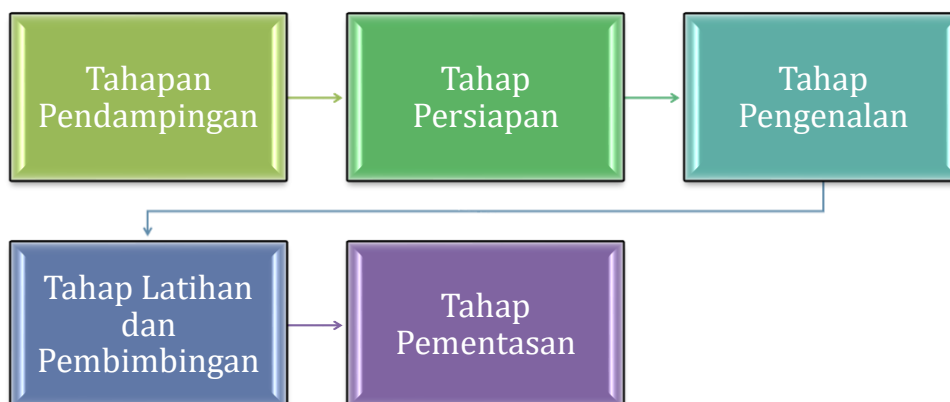 Tahapan
Pendampingan
Tahap
Persiapan
Tahap
Pengenalan
Tahap Latihan
dan
Pembimbingan
Tahap
Pementasan